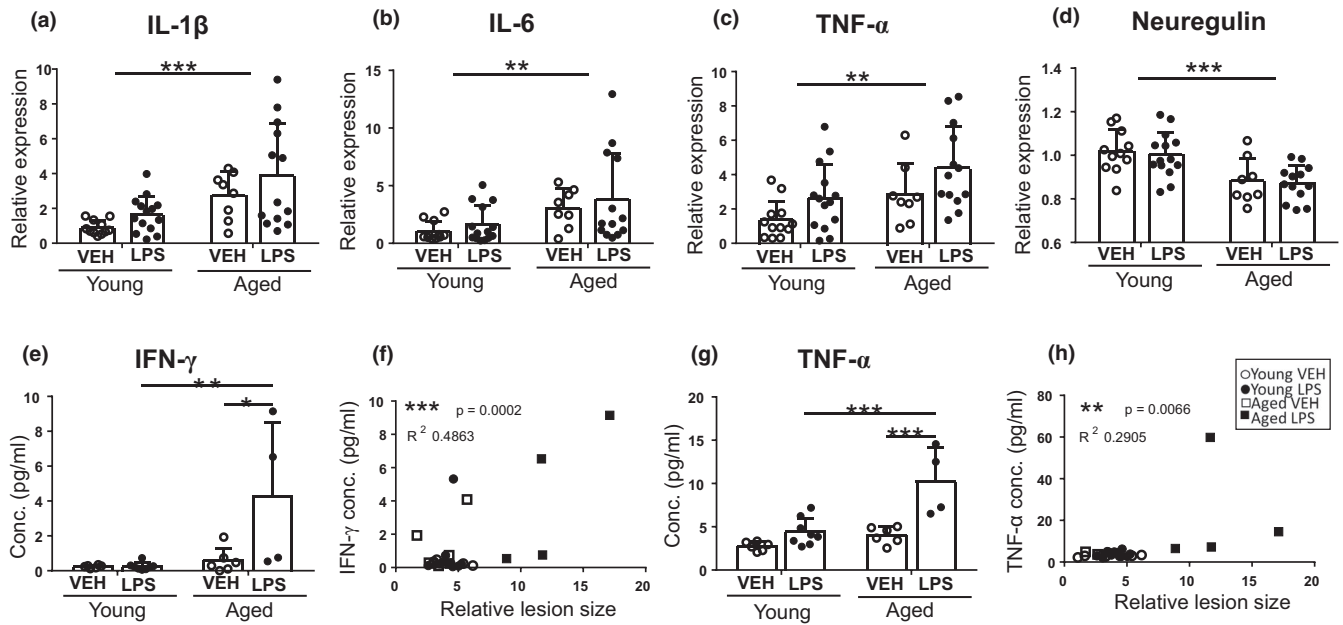 (a) IL-1β
Relative expression
10
8
6
4
2
0
***
VEH LPS VEH LPS
Young Aged
(b) IL-6
Relative expression
15
10
5
0
**
VEH LPS VEH LPS
Young Aged
(c) TNF-α
Relative expression
10
8
6
4
2
0
**
VEH LPS VEH LPS
Young Aged
(d) Neuregulin
Relative expression
1.4
1.2
1.0
0.8
0.6
***
VEH LPS VEH LPS
Young Aged
(e) IFN-γ
Conc. (pg/ml)
10
8
6
4
2
0
**
*
VEH LPS VEH LPS
Young Aged
(f)
IFN-γ conc. (pg/ml)
10
8
6
4
2
0
*** p = 0.0002
R2 0.4863
0 5 10 15 20
Relative lesion size
(g) TNF-α
Conc. (pg/ml)
20
15
10
5
0
***
***
VEH LPS VEH LPS
Young Aged
(h)
TNF-α conc. (pg/ml)
80
60
40
20
0
** p = 0.0066
R2 0.2905
0 5 10 15 20
Relative lesion size
Young VEH
Young LPS
Aged VEH
Aged LPS